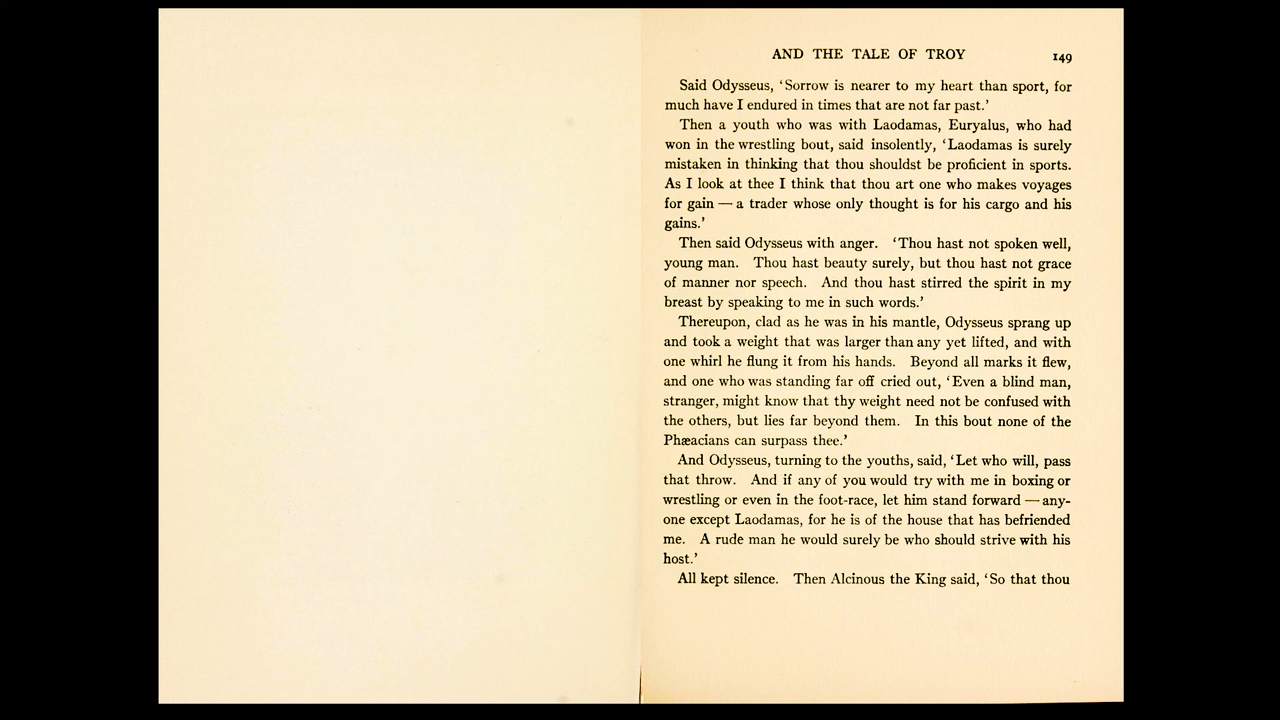 AND THE TALE OF TROY 149
Said Odysseus, ‘Sorrow is nearer to my heart than sport, for
much have I endured in times that are not far past.’
Then a youth who was with Laodamas, Euryalus, who had
won in the wrestling bout, said insolently, ‘Laodamas is surely
mistaken in thinking that thou shouldst be proficient in sports.
As I look at thee I think that thou art one who makes voyages
for gain — a trader whose only thought is for his cargo and his
gains.’
Then said Odysseus with anger. ‘Thou hast not spoken well,
young man. Thou hast beauty surely, but thou hast not grace
of manner nor speech. And thou hast stirred the spirit in my
breast by speaking to me in such words.’
Thereupon, clad as he was in his mantle, Odysseus sprang up
and took a weight that was larger than any yet lifted, and with
one whirl he flung it from his hands. Beyond all marks it flew,
and one who was standing far off cried out, ‘Even a blind man,
stranger, might know that thy weight need not be confused with
the others, but lies far beyond them. In this bout none of the
Phæacians can surpass thee.’
And Odysseus, turning to the youths, said, ‘Let who will, pass
that throw. And if any of you would try with me in boxing or
wrestling or even in the foot-race, let him stand forward — any-
one except Laodamas, for he is of the house that has befriended
me. A rude man he would surely be who should strive with his
host.’
All kept silence. Then Alcinous the King said, ‘So that thou